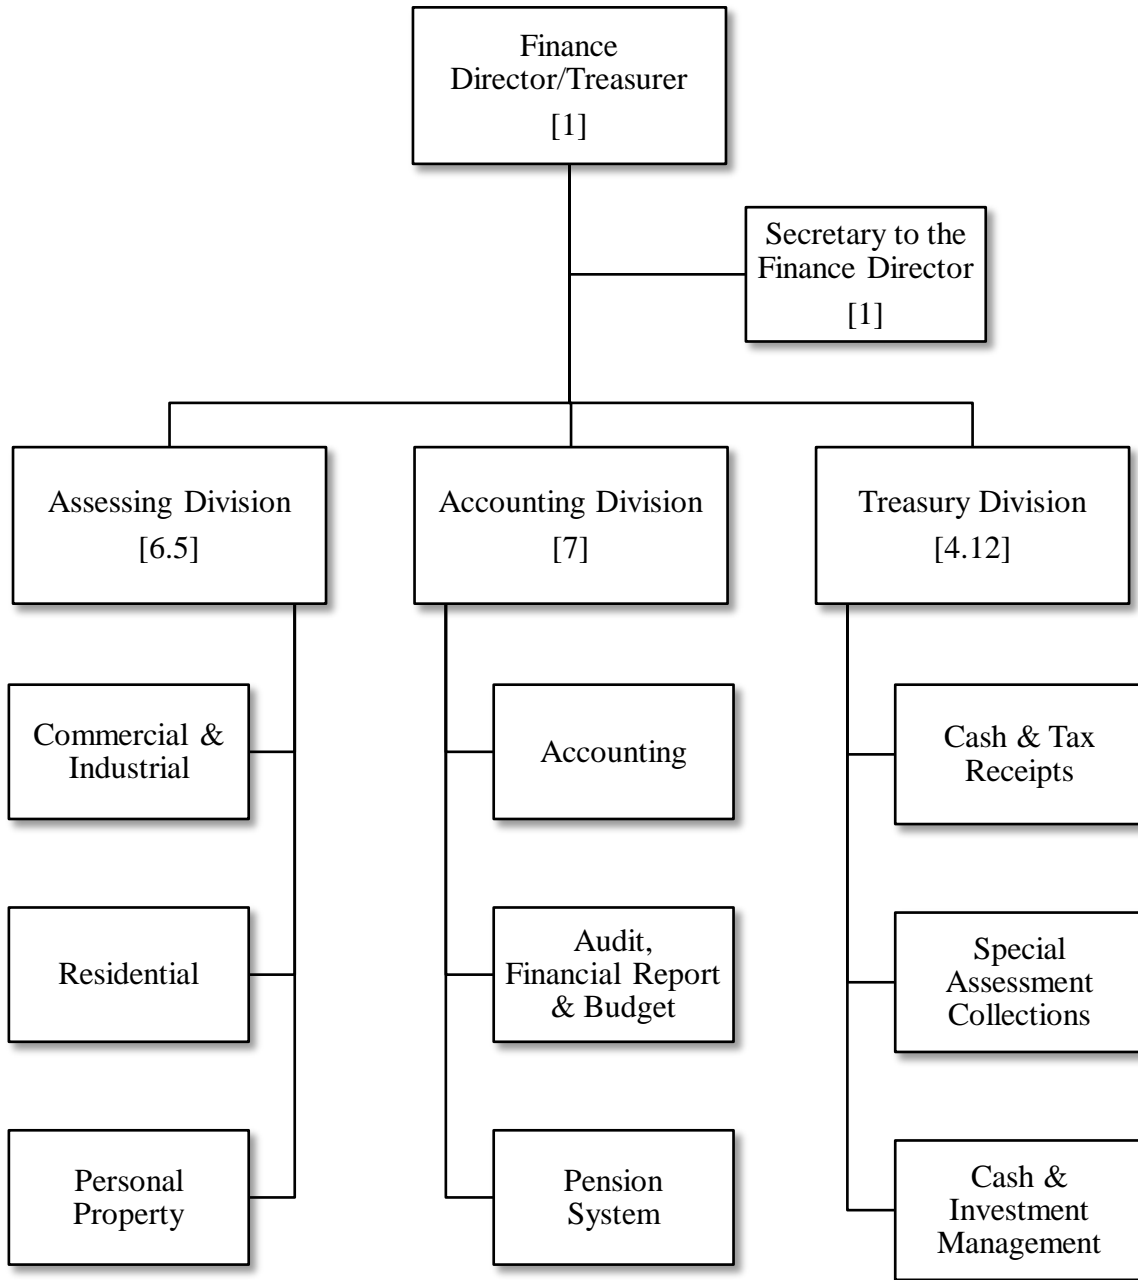 Finance
Director/Treasurer
[1]
Secretary to the
Finance Director
[1]
Assessing Division
[6.5]
Accounting Division
[7]
Treasury Division
[4.12]
Commercial &
Industrial
Accounting
Cash & Tax
Receipts
Residential
Audit,
Financial Report
& Budget
Special
Assessment
Collections
Personal
Property
Pension
System
Cash &
Investment
Management